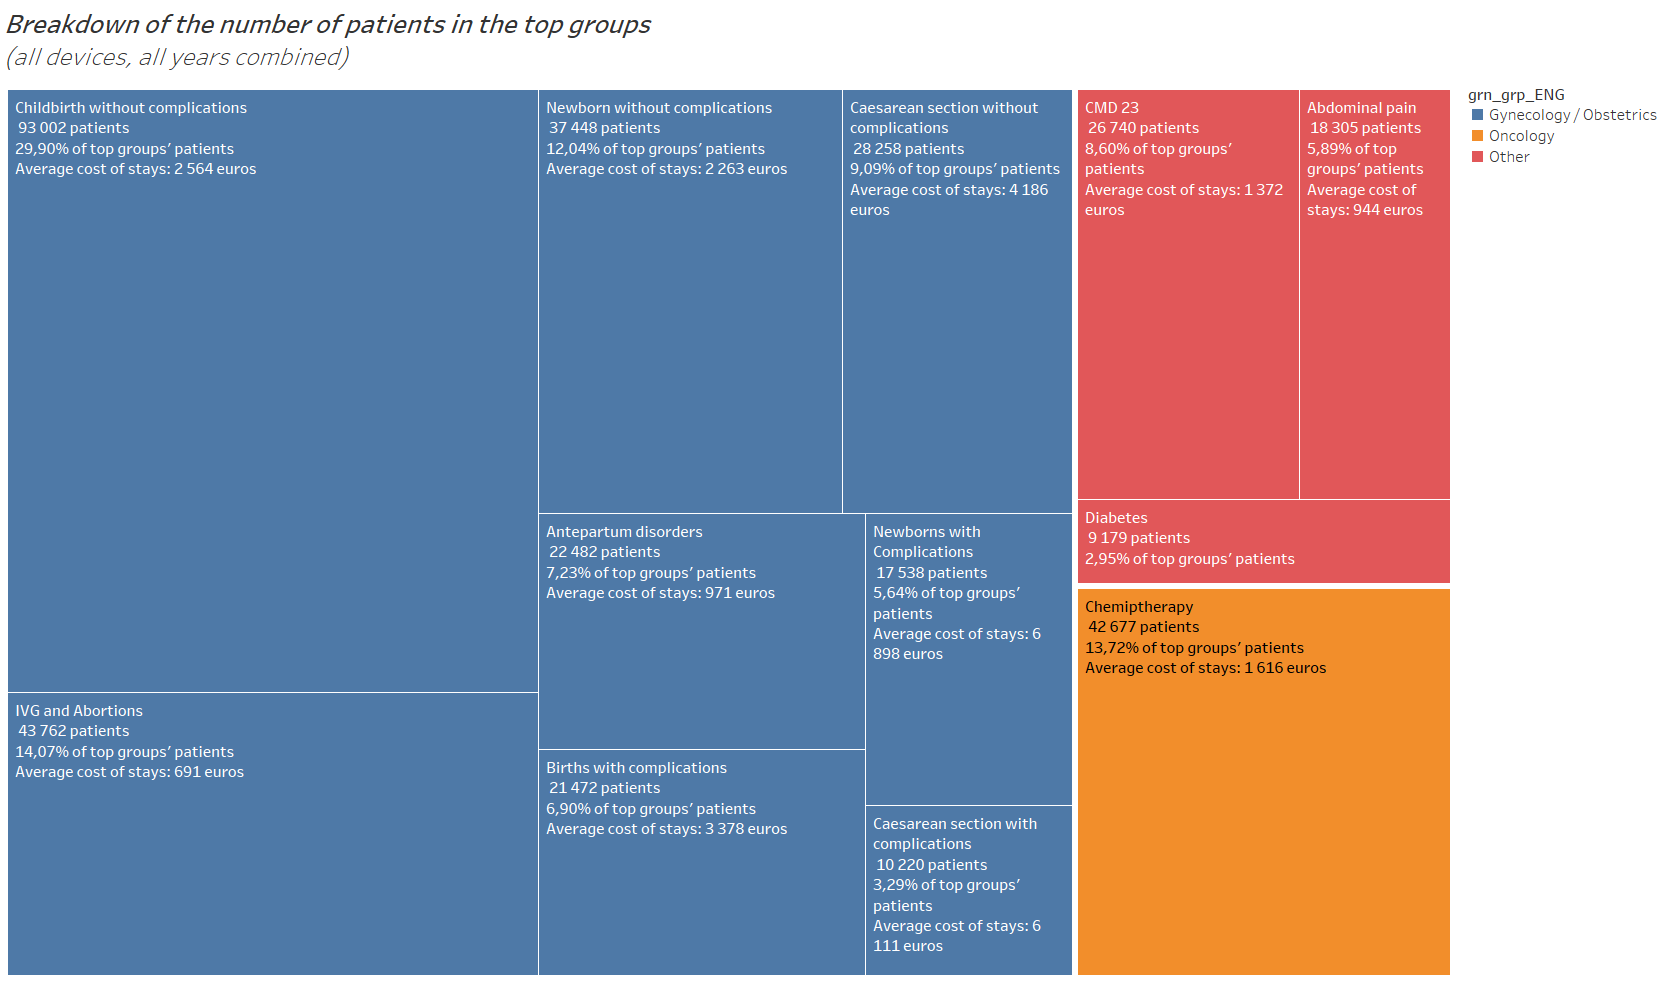 Breakdown of the number of patients in the top groups
(all devices, all years combined)
Childbirth without complications
93 002 patients
29,90% of top groups' patients
Average cost of stays: 2 564 euros
IVG and Abortions
43 762 patients
14,07% of top groups' patients
Average cost of stays: 691 euros
Newborn without complications
37 448 patients
12,04% of top groups' patients
Average cost of stays: 2 263 euros
Caesarean section without
complications
28 258 patients
9,09% of top groups' patients
Average cost of stays: 4 186
euros
Antepartum disorders
22 482 patients
7,23% of top groups' patients
Average cost of stays: 971 euros
Births with complications
21 472 patients
6,90% of top groups' patients
Average cost of stays: 3 378 euros
Newborns with
Complications
17 538 patients
5,64% of top groups'
patients
Average cost of stays: 6
898 euros
Caesarean section with
complications
10 220 patients
3,29% of top groups'
patients
Average cost of stays: 6
111 euros
CMD 23
26 740 patients
8,60% of top groups'
patients
Average cost of stays: 1 372
euros
Abdominal pain
18 305 patients
5,89% of top
groups' patients
Average cost of
stays: 944 euros
Diabetes
9 179 patients
2,95% of top groups' patients
Chemiptherapy
42 677 patients
13,72% of top groups' patients
Average cost of stays: 1 616 euros
grn_grp_ENG
Gynecology / Obstetrics
Oncology
Other